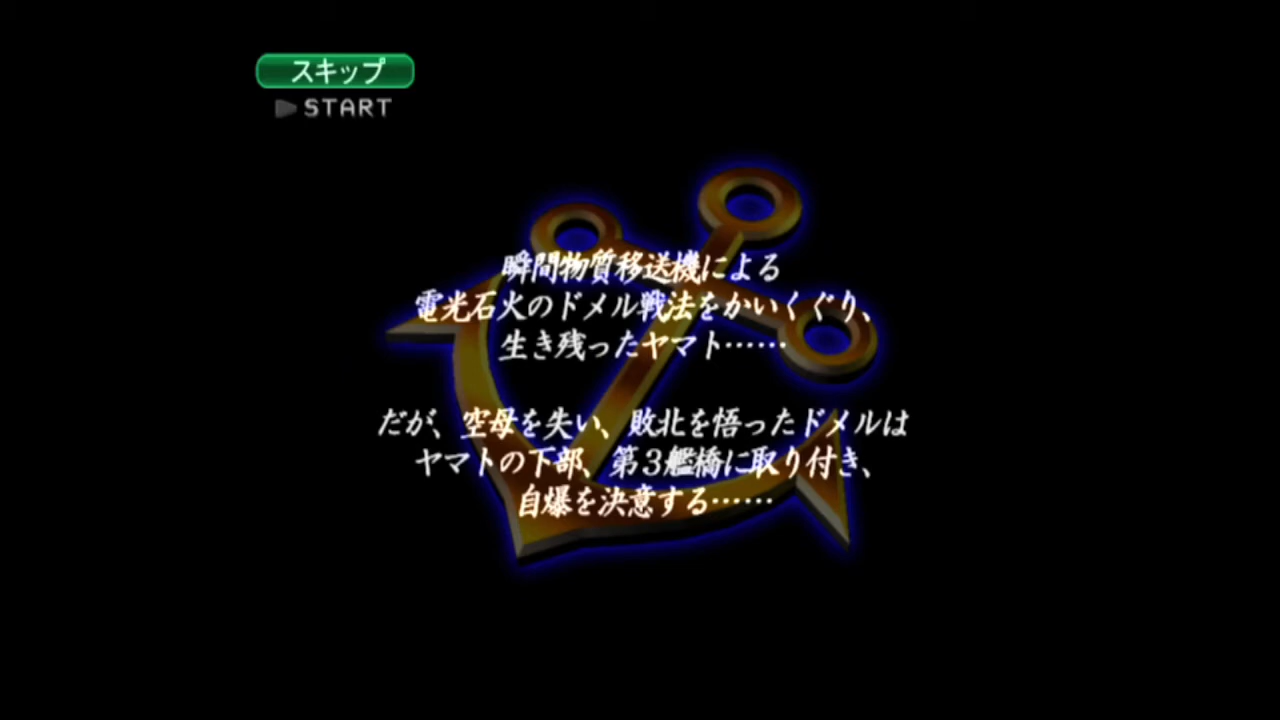 スキップ
START
瞬間物質移送機による
電光石火のドメル戦法をかいくぐり、
生き残ったヤマト……
だが、空母を失い、敗北を悟ったドメルは
ヤマトの下部、第３艦橋に取り付き、
自爆を決意する……